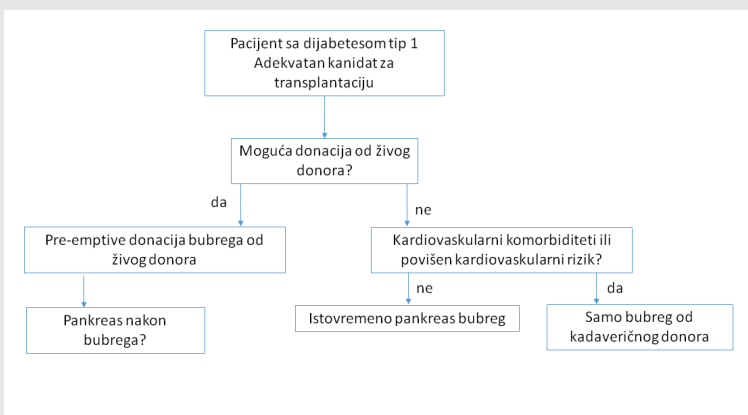 Pacijent sa dijabetesom tip 1
Adekvatan kanidat za
transplantaciju
Moguća donacija od živog
donora?
da
ne
Pre-emptive donacija bubrega od
živog donora
Kardiovaskularni komorbiditeti ili
povišen kardiovaskularni rizik?
ne
da
Pankreas nakon
bubrega?
Istovremeno pankreas bubreg
Samo bubreg od
kadaveričnog donora